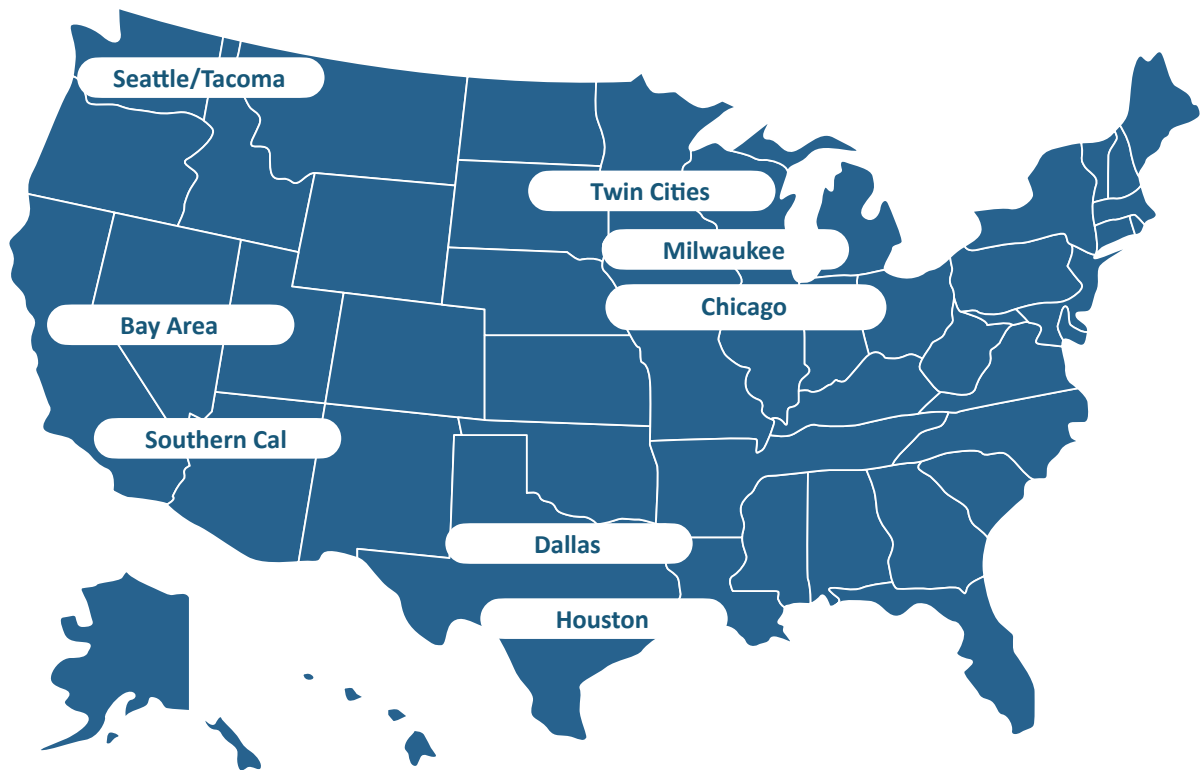 Seattle/Tacoma
Twin Cities
Milwaukee
Chicago
Bay Area
Southern Cal
Dallas
Houston